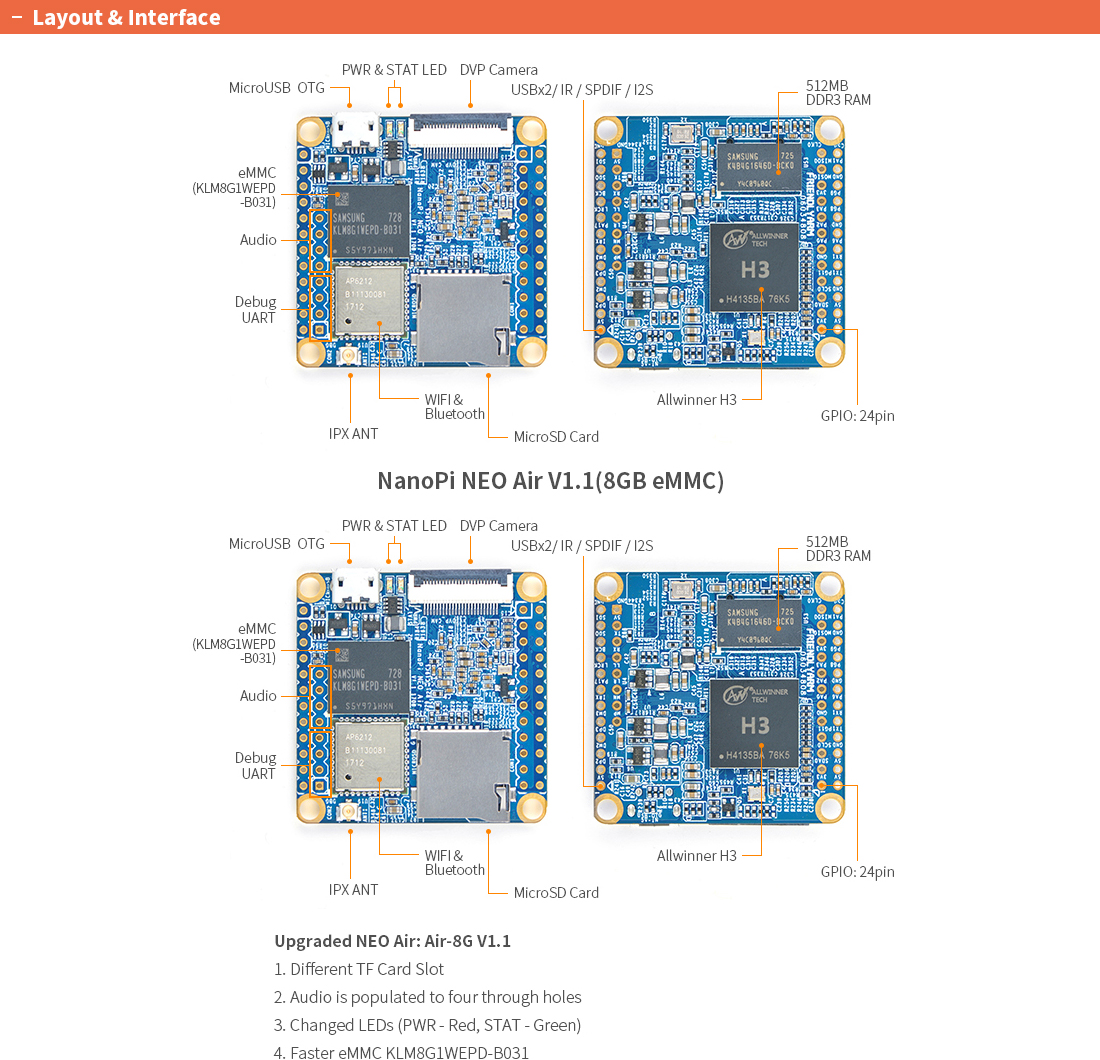 – Layout & Interface
PWR & STAT LED
DVP Camera
MicroUSB OTG
USBx2/ IR / SPDIF / I2S
512MB
DDR3 RAM
eMMC
(KLM8G1WEPD
-B031)
Audio
Debug
UART
SAMSUNG 728
KLM8G1WEPD-B031
AP6212
B11130081
1712
SAMSUNG 725
K4B4G1646D-BCK0
ALLWINNER
TECH
H3
H4135BA 76K5
WIFI &
Bluetooth
IPX ANT
MicroSD Card
Allwinner H3
GPIO: 24pin
NanoPi NEO Air V1.1(8GB eMMC)
PWR & STAT LED
DVP Camera
MicroUSB OTG
USBx2/ IR / SPDIF / I2S
512MB
DDR3 RAM
eMMC
(KLM8G1WEPD
-B031)
Audio
Debug
UART
SAMSUNG 728
KLM8G1WEPD-B031
AP6212
B11130081
1712
SAMSUNG 725
K4B4G1646D-BCK0
ALLWINNER
TECH
H3
H4135BA 76K5
WIFI &
Bluetooth
IPX ANT
MicroSD Card
Allwinner H3
GPIO: 24pin
Upgraded NEO Air: Air-8G V1.1
1. Different TF Card Slot
2. Audio is populated to four through holes
3. Changed LEDs (PWR - Red, STAT - Green)
4. Faster eMMC KLM8G1WEPD-B031